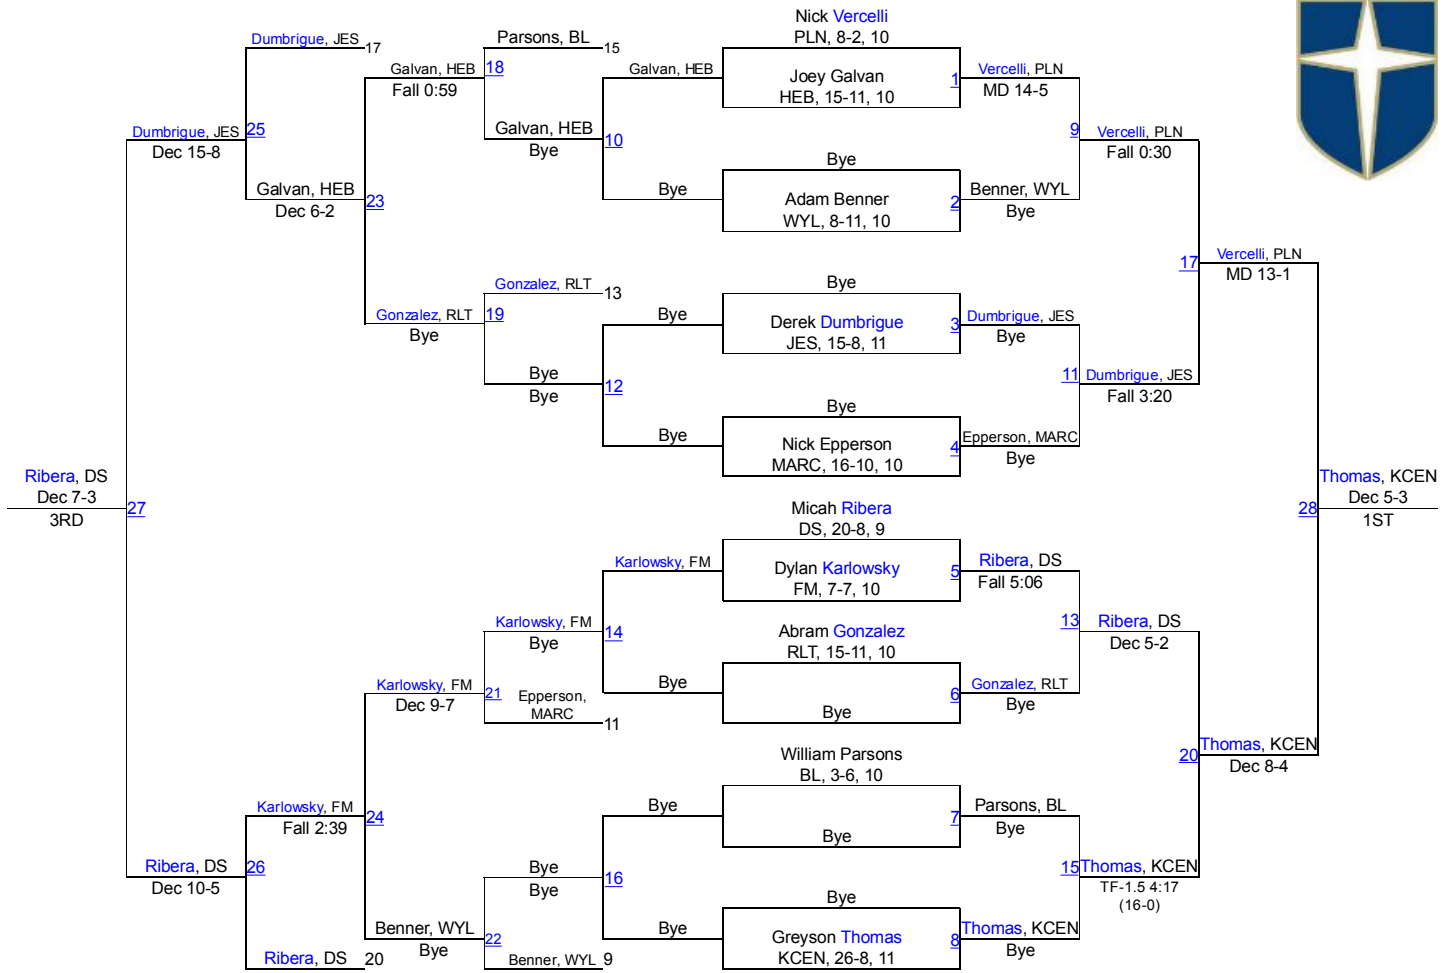 Nick Vercelli
PLN, 8-2, 10
Dumbrigue, JES 17
Parsons, BL 15
Galvan, HEB 18
Fall 0:59
Galvan, HEB
Joey Galvan
HEB, 15-11, 10
1
Vercelli, PLN
MD 14-5
Dumbrigue, JES 25
Dec 15-8
Galvan, HEB
Bye
10
9
Vercelli, PLN
Fall 0:30
Bye
Galvan, HEB
Dec 6-2
23
Bye
Adam Benner
WYL, 8-11, 10
2
Benner, WYL
Bye
17
Vercelli, PLN
MD 13-1
Gonzalez, RLT 13
Bye
Gonzalez, RLT 19
Bye
Bye
Derek Dumbrigue
JES, 15-8, 11
3
Dumbrigue, JES
Bye
Bye
Bye
12
11
Dumbrigue, JES
Fall 3:20
Bye
Bye
Nick Epperson
MARC, 16-10, 10
4
Epperson, MARC
Bye
Ribera, DS
Dec 7-3
3RD
27
28
Thomas, KCEN
Dec 5-3
1ST
Micah Ribera
DS, 20-8, 9
Karlowsky, FM
Dylan Karlowsky
FM, 7-7, 10
5
Ribera, DS
Fall 5:06
Karlowsky, FM
Bye
14
Abram Gonzalez
RLT, 15-11, 10
13
Ribera, DS
Dec 5-2
Karlowsky, FM
Dec 9-7
21
Epperson,
MARC
11
Bye
Bye
6
Gonzalez, RLT
Bye
William Parsons
BL, 3-6, 10
20
Thomas, KCEN
Dec 8-4
Karlowsky, FM
Fall 2:39
24
Bye
Bye
7
Parsons, BL
Bye
Ribera, DS
Dec 10-5
26
Bye
Bye
16
15
Thomas, KCEN
TF-1.5 4:17
(16-0)
Bye
Benner, WYL
Bye
22
Bye
Greyson Thomas
KCEN, 26-8, 11
8
Thomas, KCEN
Bye
Ribera, DS 20
Benner, WYL 9